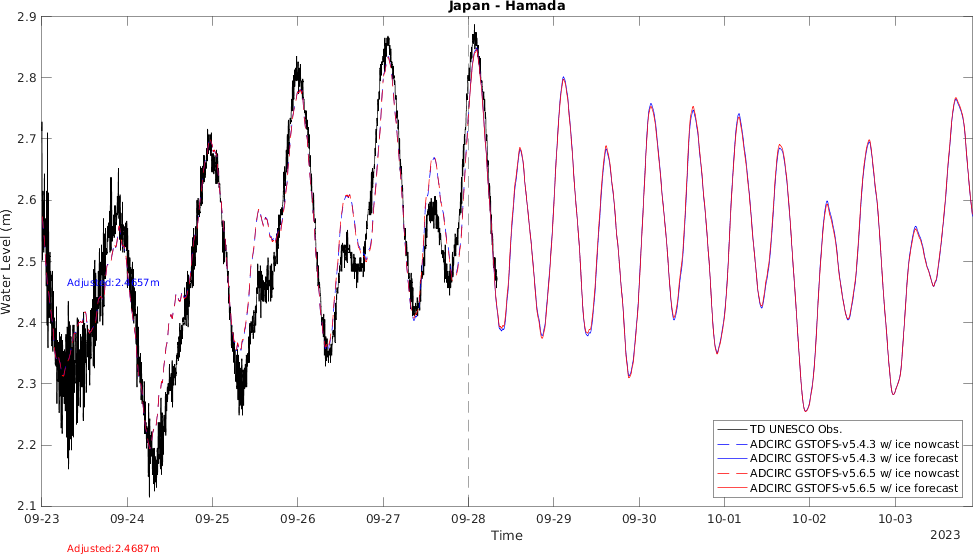 Japan - Hamada
Water Level (m)
2.9
2.8
2.7
2.6
2.5
2.4
2.3
2.2
2.1
Adjusted:2.4657m
TD UNESCO Obs.
ADCIRC GSTOFS-v5.4.3 w/ ice nowcast
ADCIRC GSTOFS-v5.4.3 w/ ice forecast
ADCIRC GSTOFS-v5.6.5 w/ ice nowcast
ADCIRC GSTOFS-v5.6.5 w/ ice forecast
09-23 09-24 09-25 09-26 09-27 09-28 09-29 09-30 10-01 10-02 10-03
Time
2023
Adjusted:2.4687m